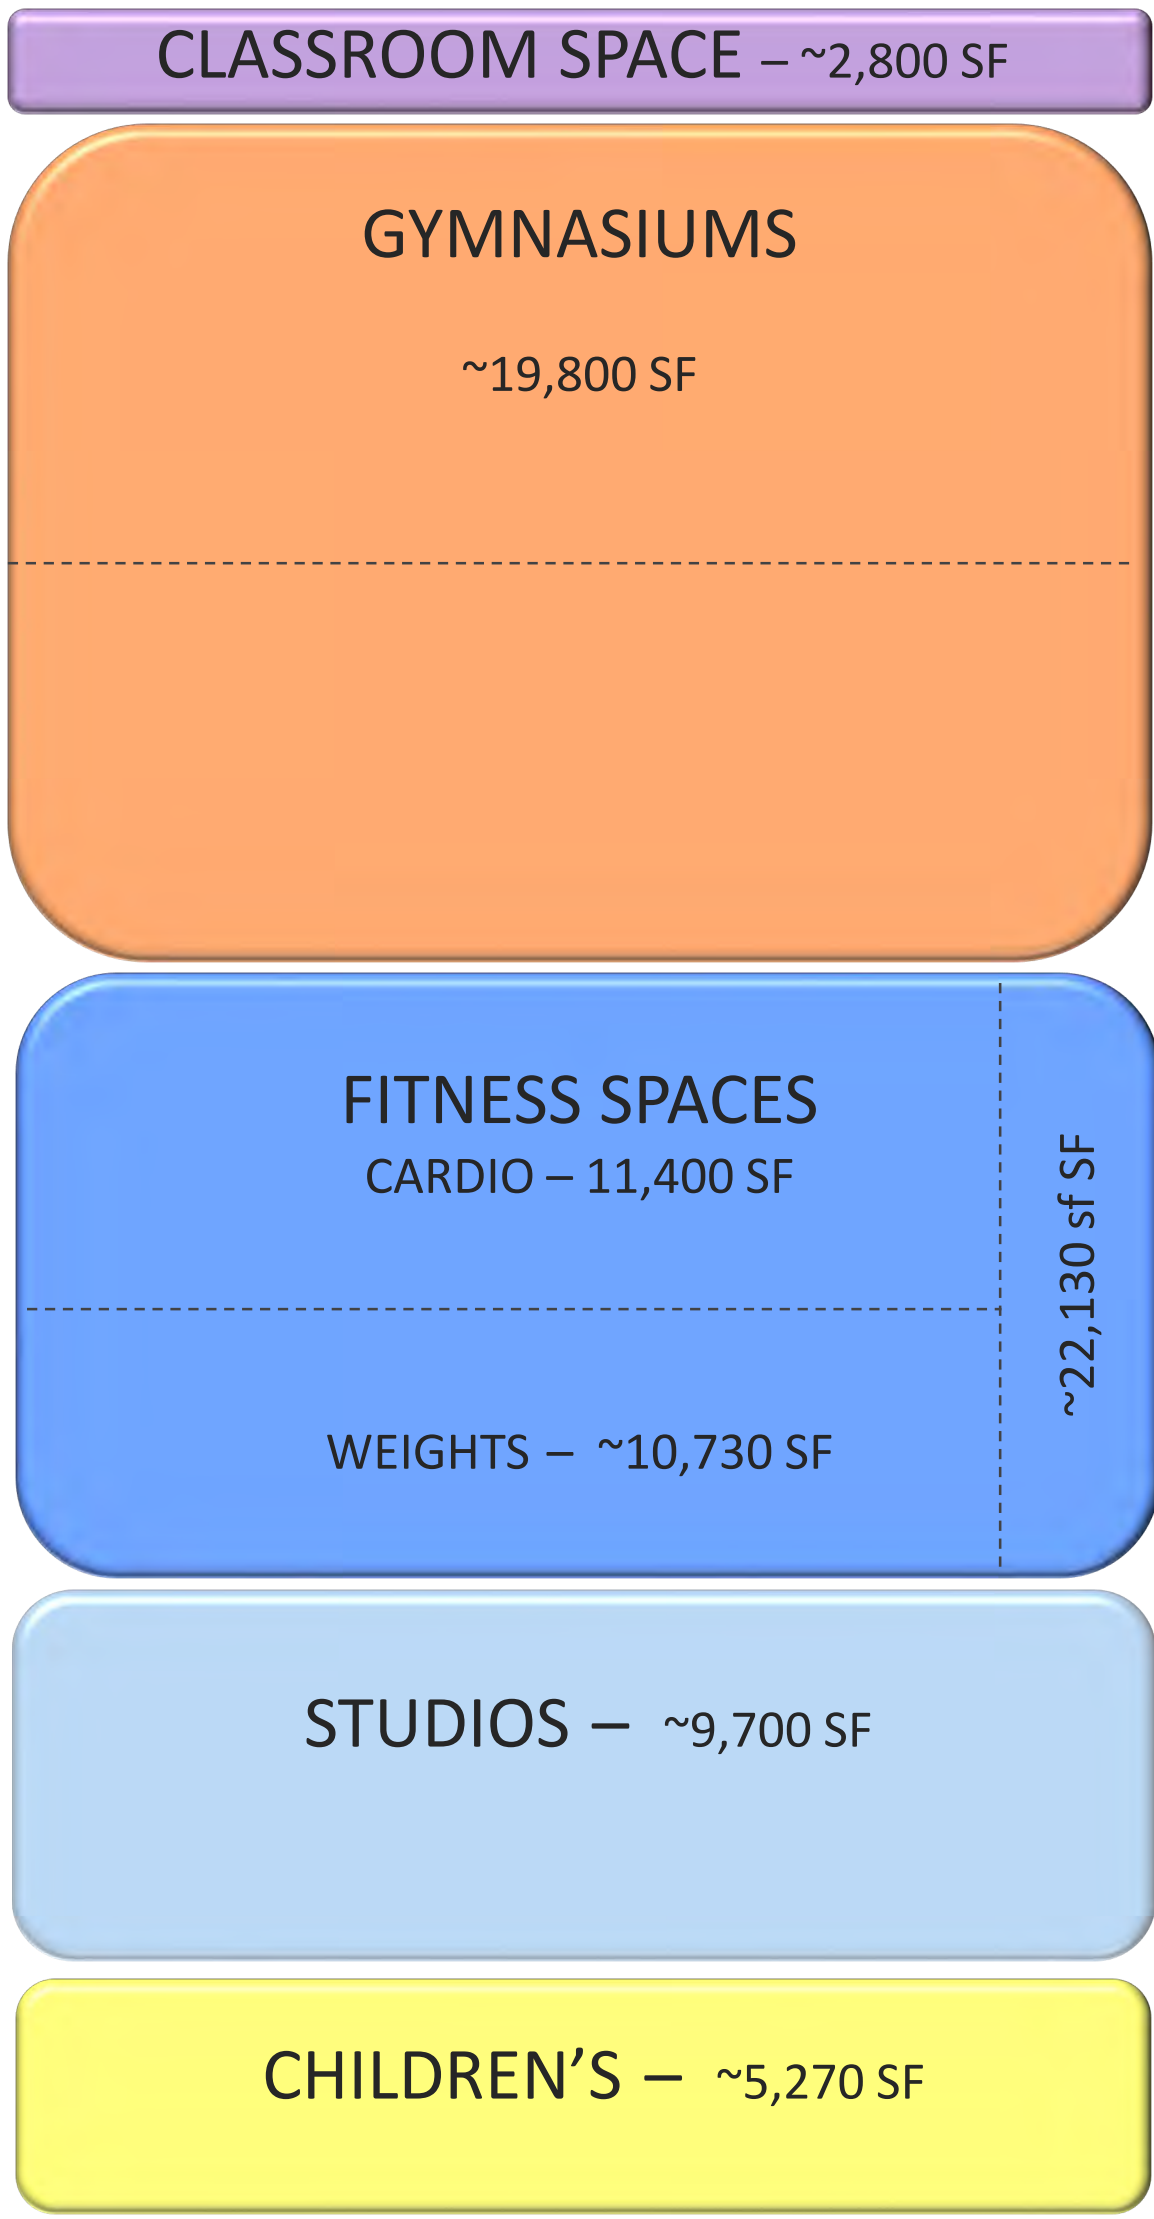 CLASSROOM SPACE – ~2,800 SF
GYMNASIUMS
~19,800 SF
FITNESS SPACES
CARDIO – 11,400 SF
~22,130 sf SF
WEIGHTS – ~10,730 SF
STUDIOS – ~9,700 SF
CHILDREN’S – ~5,270 SF